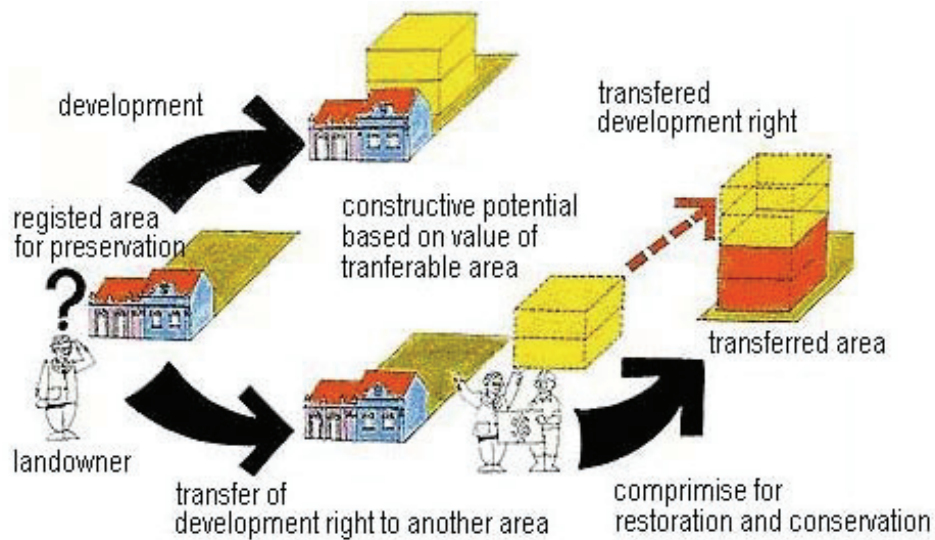 development
transfered
development right
registed area
for preservation
constructive potential
based on value of
tranferable area
?
transferred area
$
landowner
transfer of
development right to another area
comprimise for
restoration and conservation